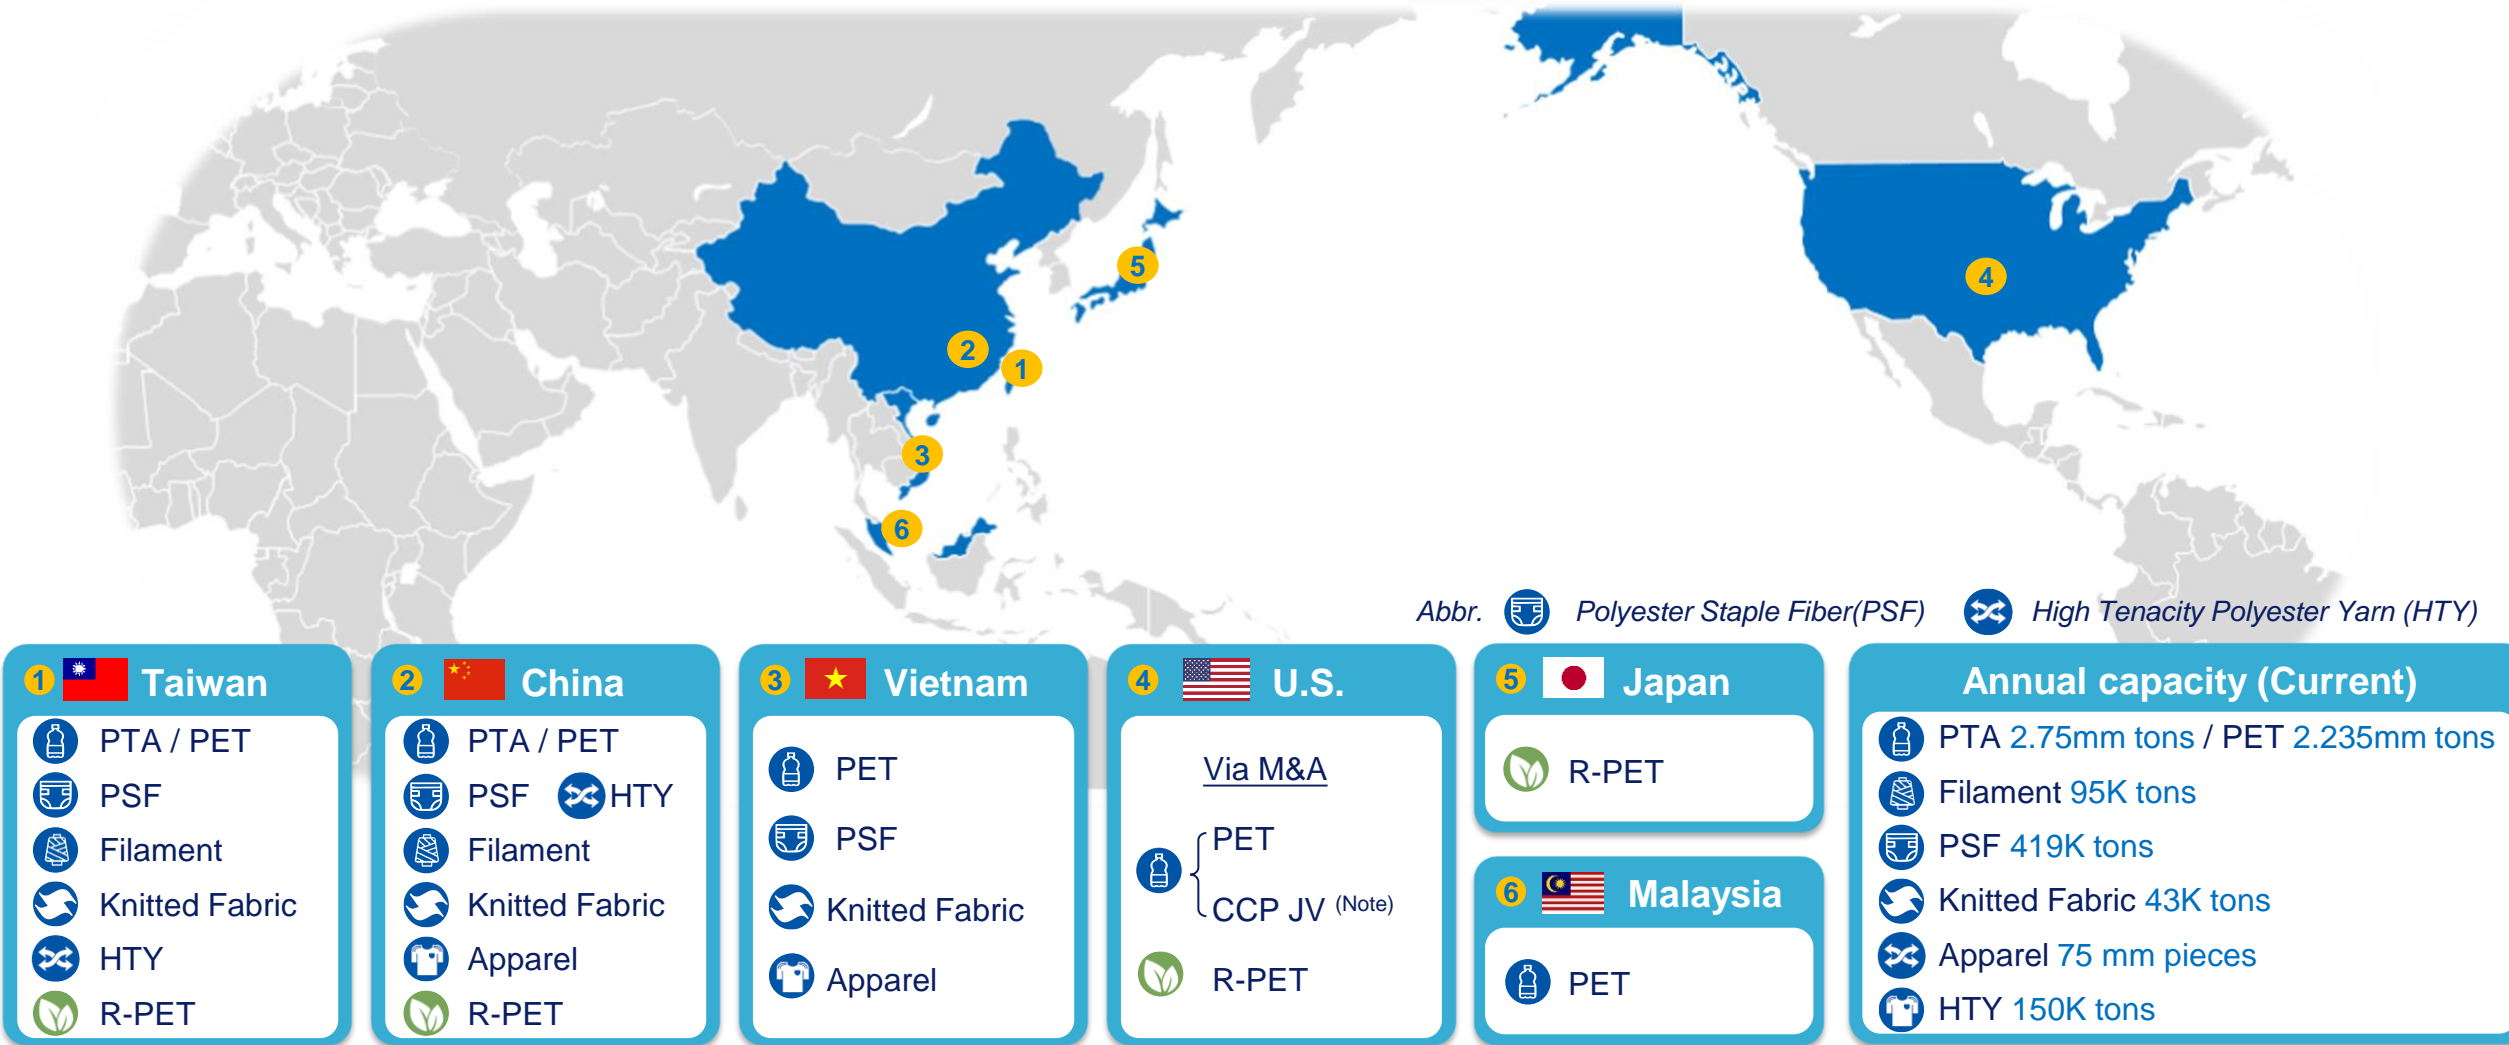 5
4
2
1
3
6
Abbr. Polyester Staple Fiber(PSF) High Tenacity Polyester Yarn (HTY)
1 Taiwan
PTA / PET
PSF
Filament
Knitted Fabric
HTY
R-PET
2 China
PTA / PET
PSF HTY
Filament
Knitted Fabric
Apparel
R-PET
3 Vietnam
PET
PSF
Knitted Fabric
Apparel
4 U.S.
Via M&A
PET
CCP JV (Note)
R-PET
5 Japan
R-PET
6 Malaysia
PET
Annual capacity (Current)
PTA 2.75mm tons / PET 2.235mm tons
Filament 95K tons
PSF 419K tons
Knitted Fabric 43K tons
Apparel 75 mm pieces
HTY 150K tons